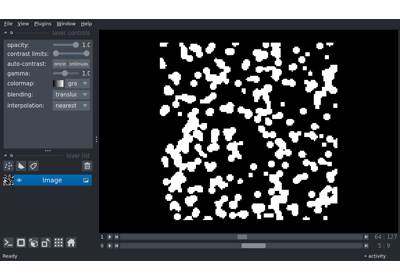 File View Plugins Window Help
layer controls
opacity: 1.0
contrast limits:
auto-contrast: once
gamma: 1.0
colormap: gra
blending: translu
interpolation: nearest
layer list
Image
1 64 127
0 5 9
Ready activity